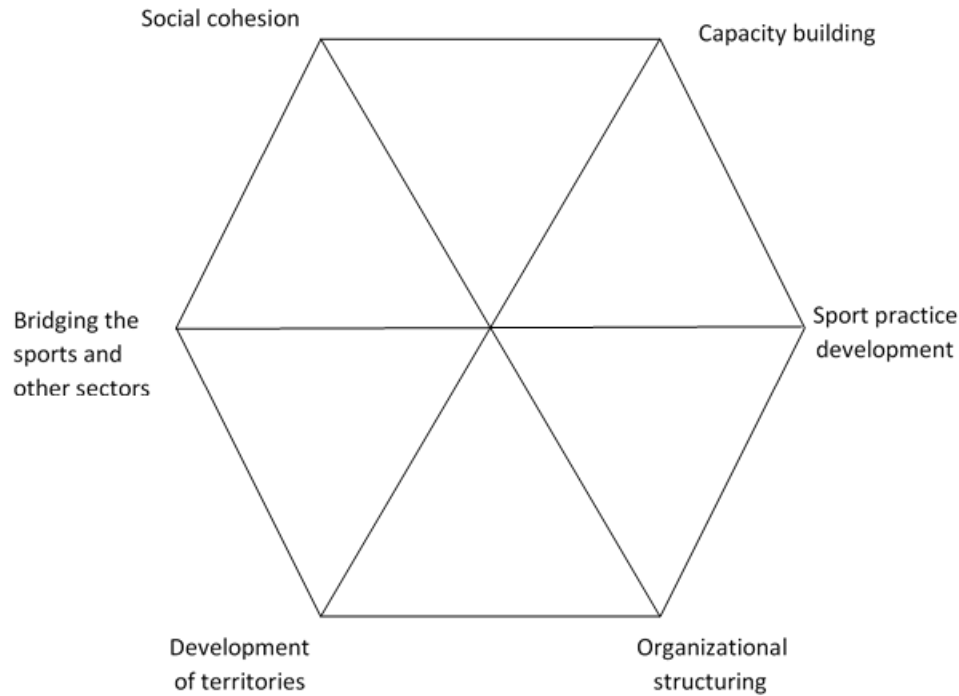 Social cohesion
Capacity building
Bridging the
sports and
other sectors
Sport practice
development
Development
of territories
Organizational
structuring